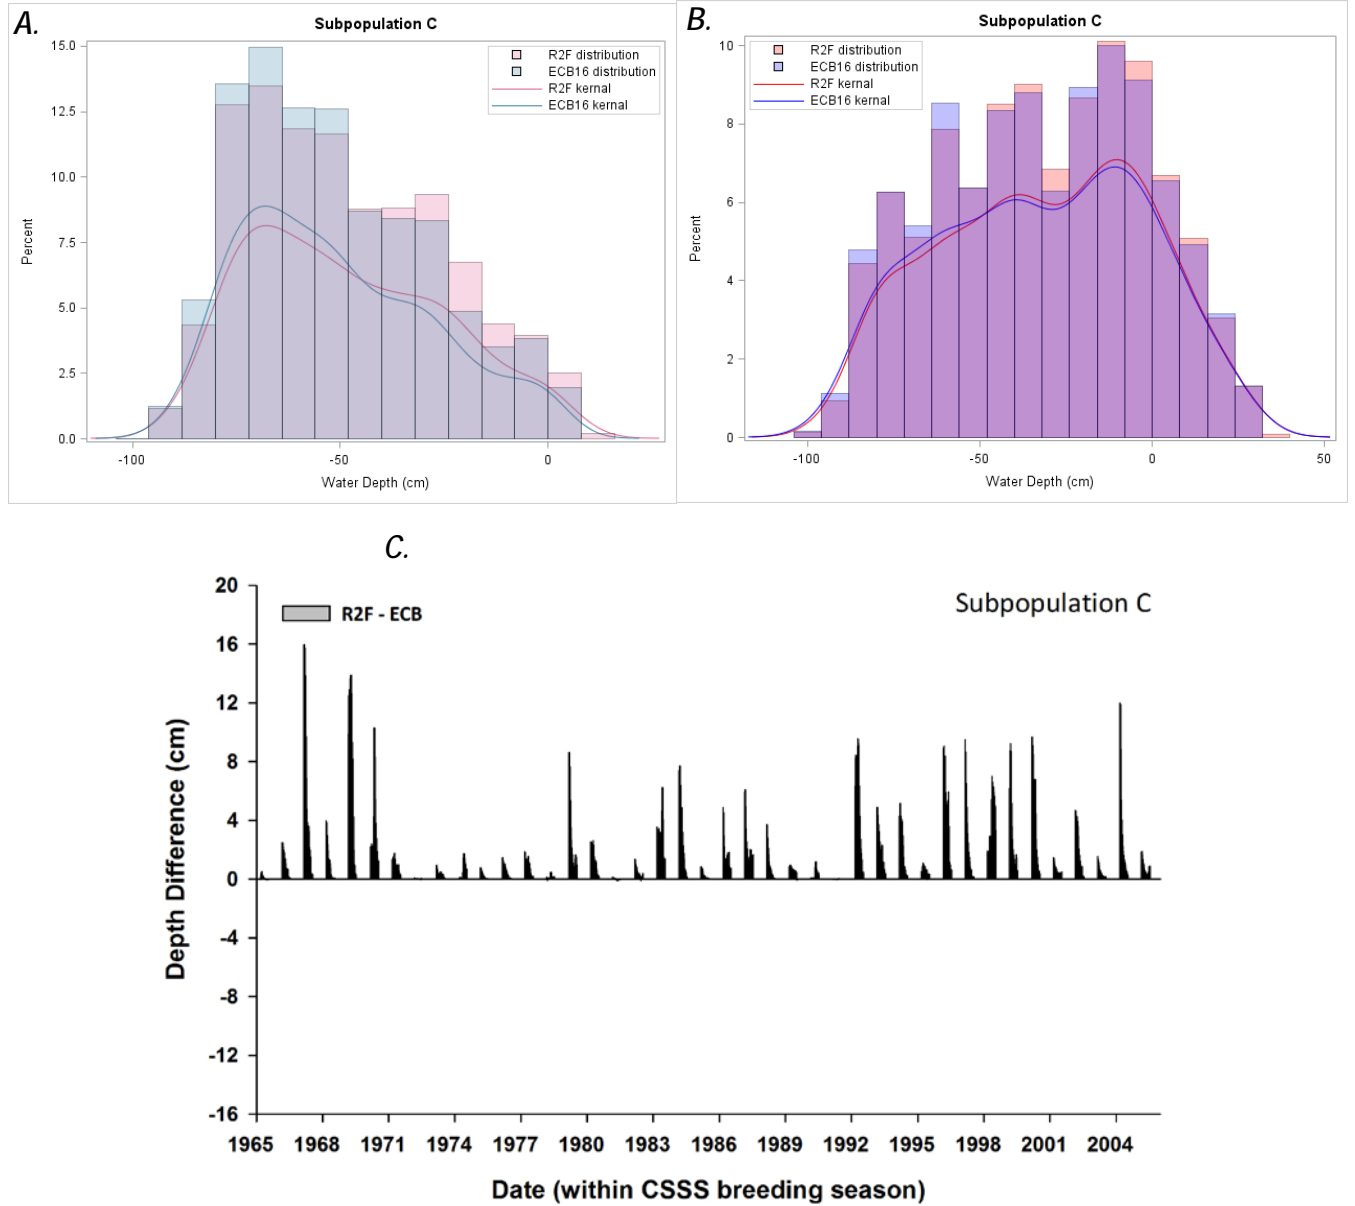 A.
Subpopulation C
15.0
12.5
10.0
7.5
5.0
2.5
0.0
Percent
R2F distribution
ECB16 distribution
R2F kernal
ECB16 kernal
-100
-50
0
Water Depth (cm)
B.
Subpopulation C
10
8
6
4
2
0
Percent
R2F distribution
ECB16 distribution
R2F kernal
ECB16 kernal
-100
-50
0
50
Water Depth (cm)
C.
20
16
12
8
4
0
-4
-8
-12
-16
Depth Difference (cm)
R2F - ECB
Subpopulation C
1965 1968 1971 1974 1977 1980 1983 1986 1989 1992 1995 1998 2001 2004
Date (within CSSS breeding season)